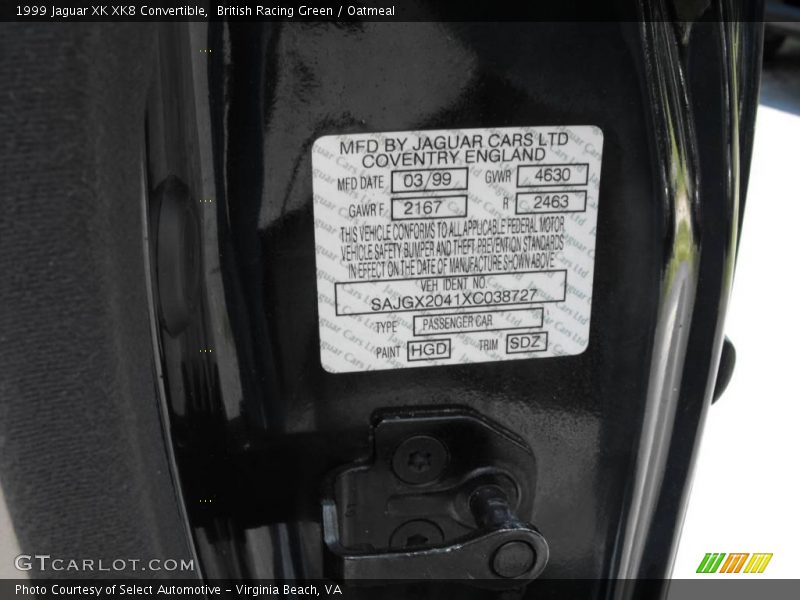 1999 Jaguar XK XK8 Convertible,  British Racing Green / Oatmeal
MFD BY JAGUAR CARS LTD
COVENTRY ENGLAND
MFD DATE 03/99 GVWR 4630
GAWR F 2167 R 2463
THIS VEHICLE CONFORMS TO ALL APPLICABLE FEDERAL MOTOR
VEHICLE SAFETY BUMPER AND THEFT PREVENTION STANDARDS
IN EFFECT ON THE DATE OF MANUFACTURE SHOWN ABOVE
VEH IDENT NO.
SAJGX2041XC038727
TYPE PASSENGER CAR
PAINT HGD TRIM SDZ
GTCARLOT.COM
Photo Courtesy of Select Automotive - Virginia Beach, VA